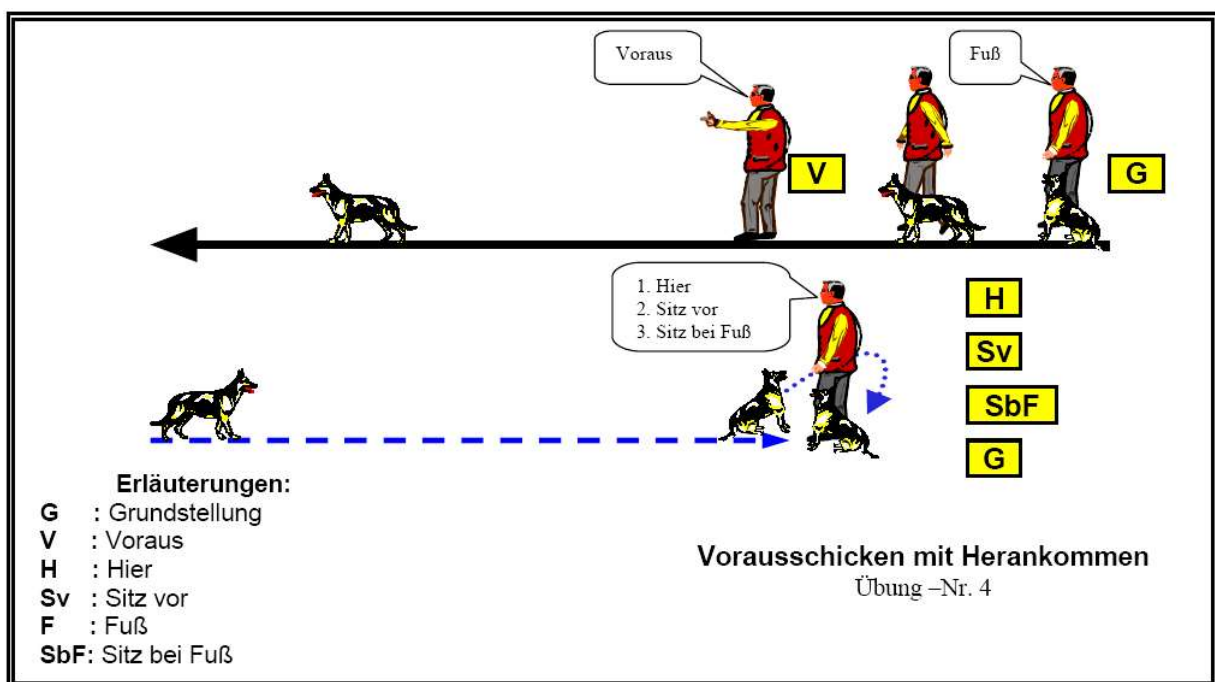 Voraus
Fuß
V
G
1. Hier
2. Sitz vor
3. Sitz bei Fuß
H
Sv
SbF
G
Erläuterungen:
G : Grundstellung
V : Voraus
H : Hier
Sv : Sitz vor
F : Fuß
SbF: Sitz bei Fuß
Vorausschicken mit Herankommen
Übung –Nr. 4